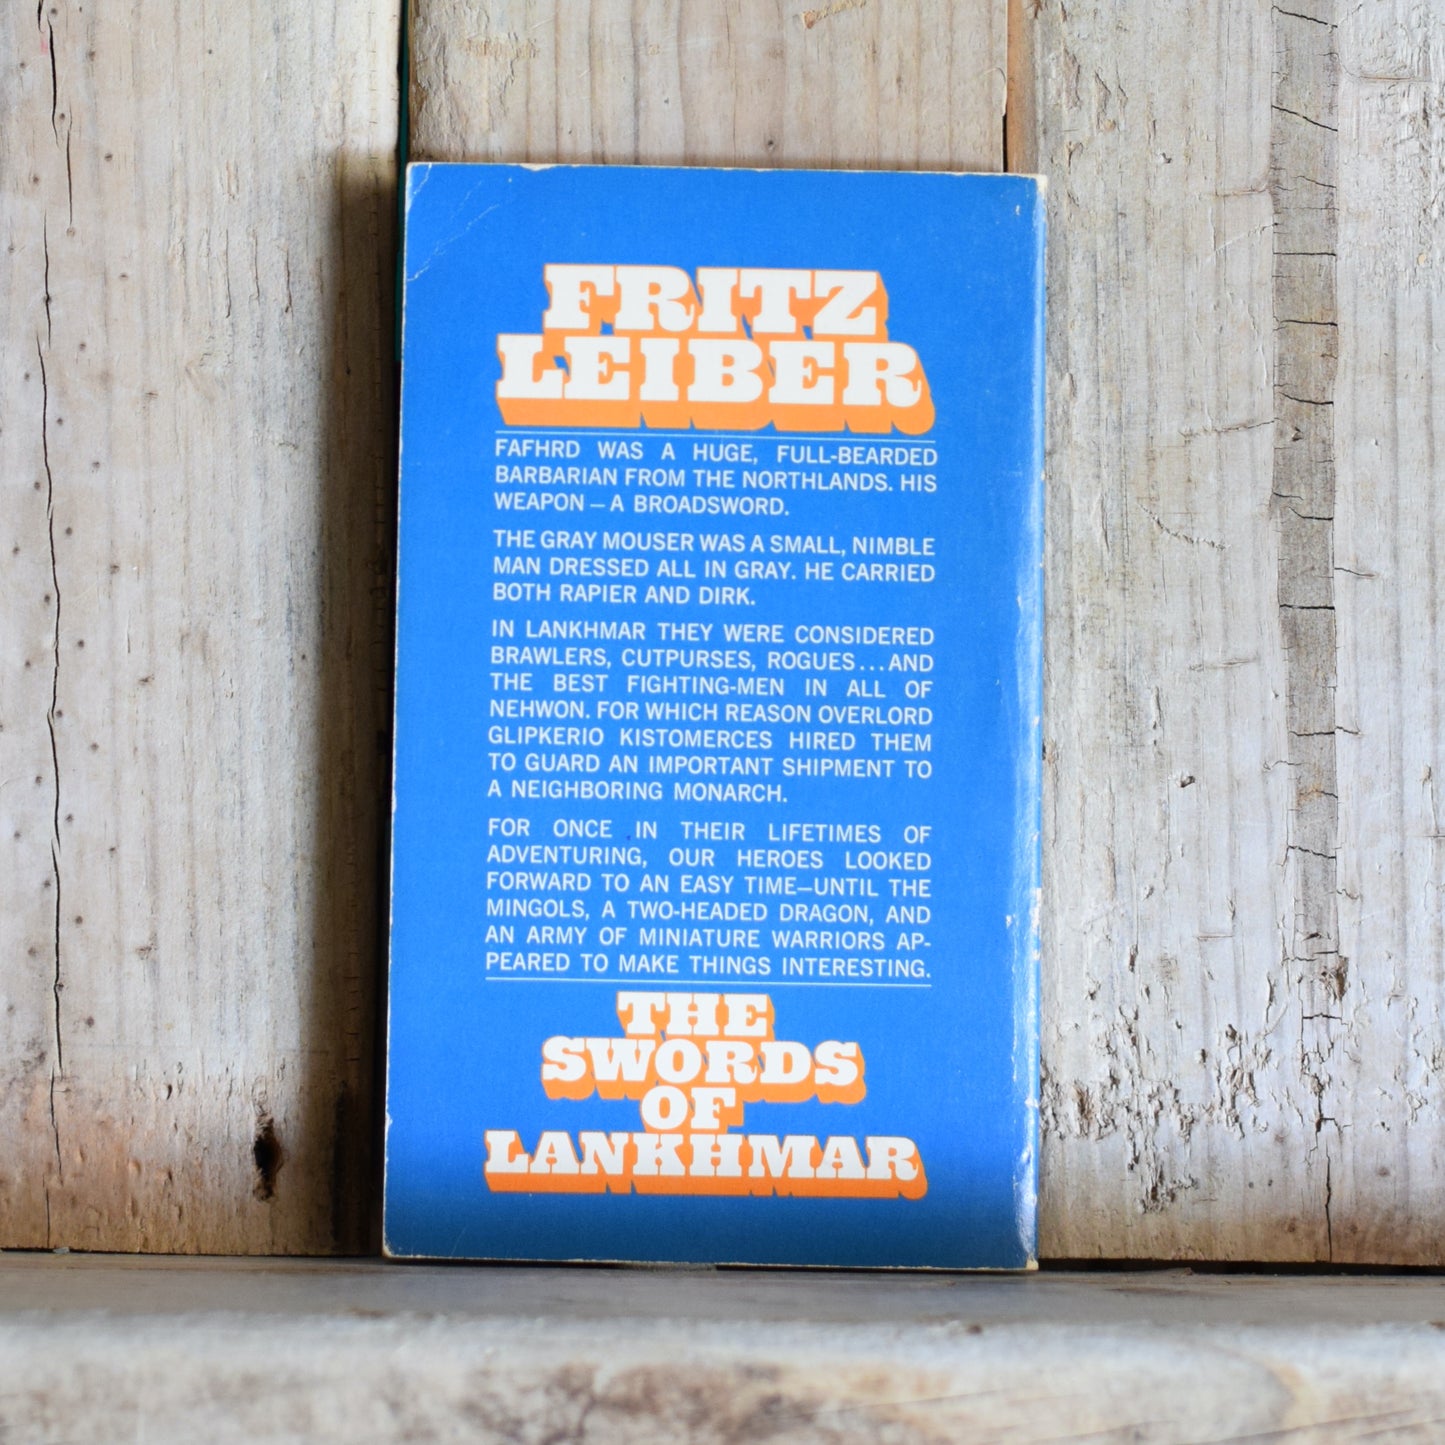 FRITZ
LEIBER
FAFHRD WAS A HUGE, FULL-BEARDED
BARBARIAN FROM THE NORTHLANDS. HIS
WEAPON – A BROADSWORD.
THE GRAY MOUSER WAS A SMALL, NIMBLE
MAN DRESSED ALL IN GRAY. HE CARRIED
BOTH RAPIER AND DIRK.
IN LANKHMAR THEY WERE CONSIDERED
BRAWLERS, CUTPURSES, ROGUES...AND
THE BEST FIGHTING-MEN IN ALL OF
NEHWON. FOR WHICH REASON OVERLORD
GLIPKERIO KISTOMERCES HIRED THEM
TO GUARD AN IMPORTANT SHIPMENT TO
A NEIGHBORING MONARCH.
FOR ONCE IN THEIR LIFETIMES OF
ADVENTURING, OUR HEROES LOOKED
FORWARD TO AN EASY TIME—UNTIL THE
MINGOLS, A TWO-HEADED DRAGON, AND
AN ARMY OF MINIATURE WARRIORS AP-
PEARED TO MAKE THINGS INTERESTING.
THE
SWORDS
OF
LANKHMAR